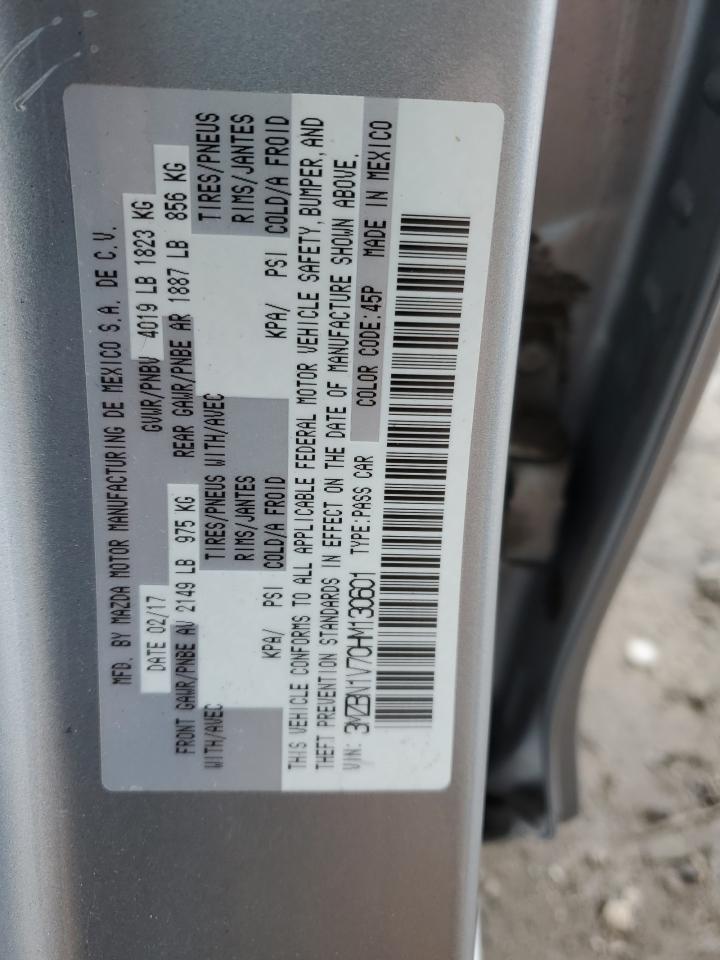 MFD. BY MAZDA MOTOR MANUFACTURING DE MEXICO S.A. DE C.V.
DATE 02/17 GVWR/PNBV 4019 LB 1823 KG
FRONT GAWR/PNBE AV 2149 LB 975 KG REAR GAWR/PNBE AR 1887 LB 856 KG
WITH/AVEC TIRES/PNEUS WITH/AVEC TIRES/PNEUS
RIMS/JANTES RIMS/JANTES
KPA/ PSI COLD/A FROID KPA/ PSI COLD/A FROID
THIS VEHICLE CONFORMS TO ALL APPLICABLE FEDERAL MOTOR VEHICLE SAFETY, BUMPER, AND
THEFT PREVENTION STANDARDS IN EFFECT ON THE DATE OF MANUFACTURE SHOWN ABOVE.
VIN: 3MZBN1V70HM130601 TYPE:PASS CAR COLOR CODE:45P MADE IN MEXICO